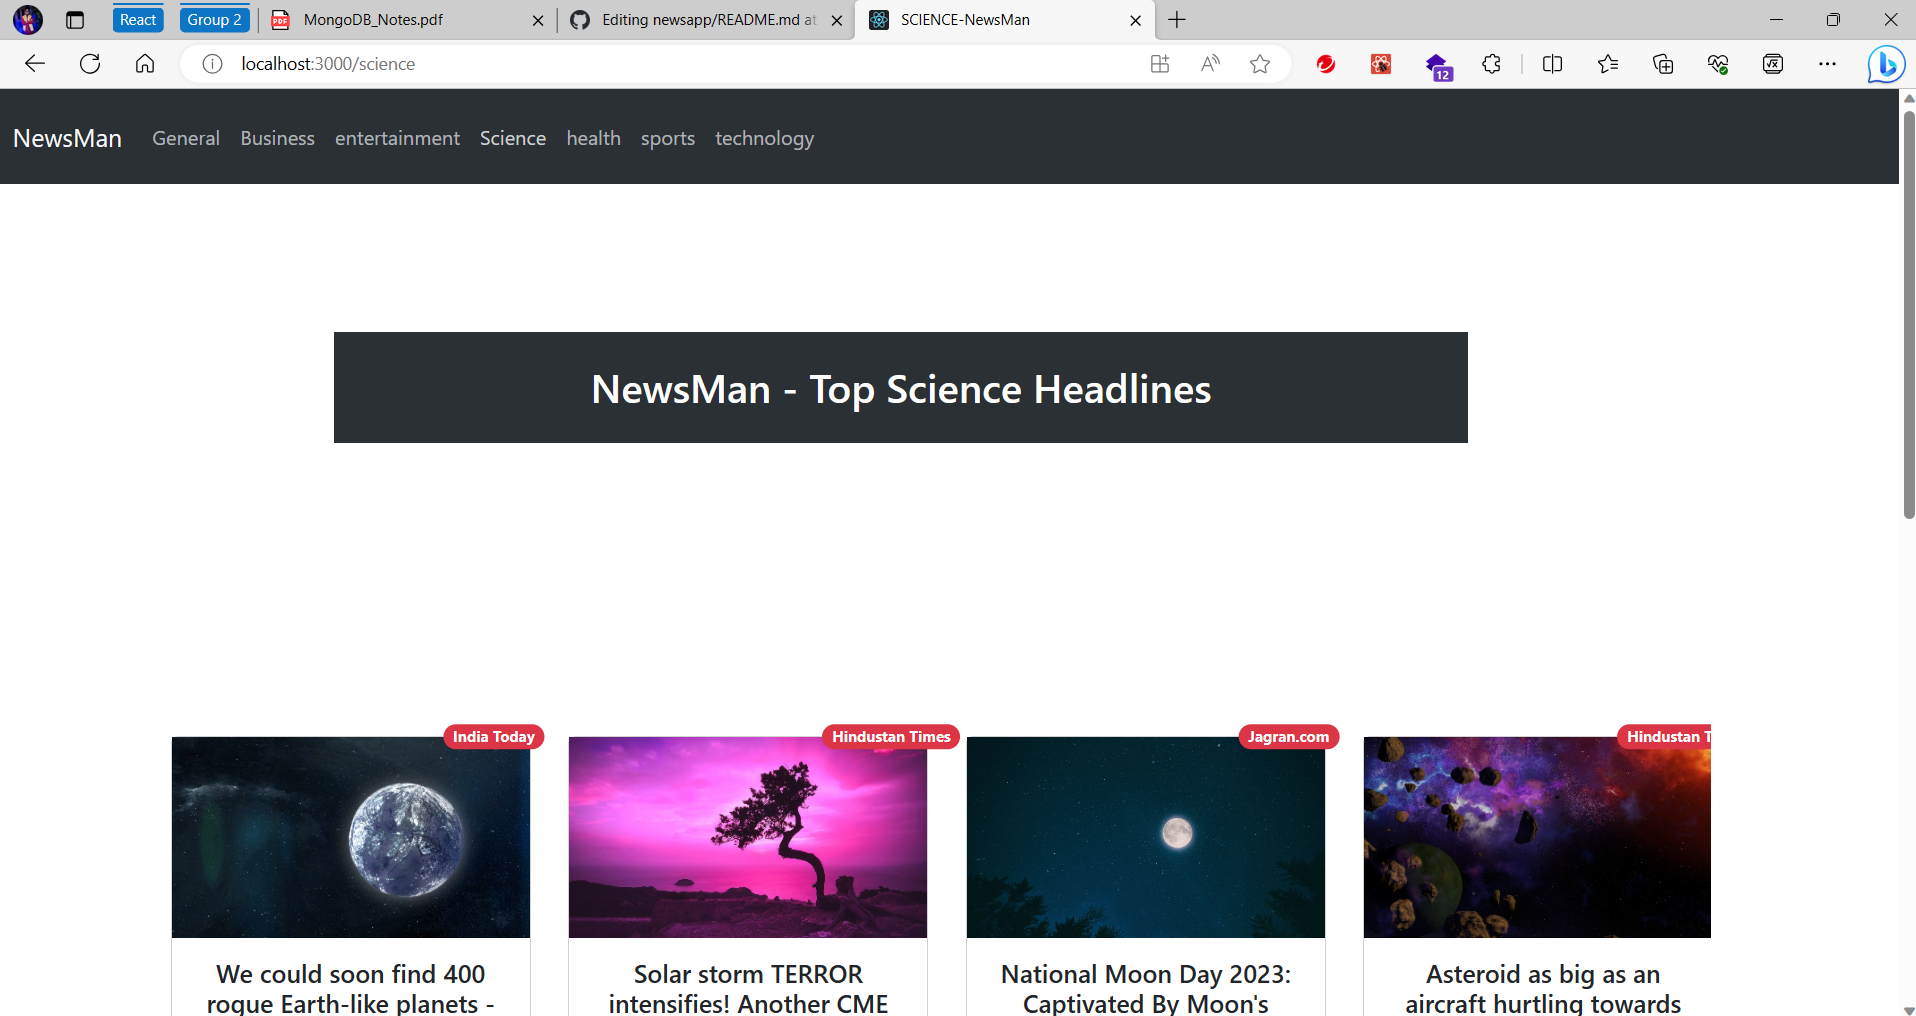 React
Group 2
MongoDB_Notes.pdf
Editing newsapp/README.md at
SCIENCE-NewsMan
localhost:3000/science
12
NewsMan
General
Business
entertainment
Science
health
sports
technology
NewsMan - Top Science Headlines
India Today
Hindustan Times
Jagran.com
Hindustan T
We could soon find 400
rogue Earth-like planets -
Solar storm TERROR
intensifies! Another CME
National Moon Day 2023:
Captivated By Moon's
Asteroid as big as an
aircraft hurtling towards